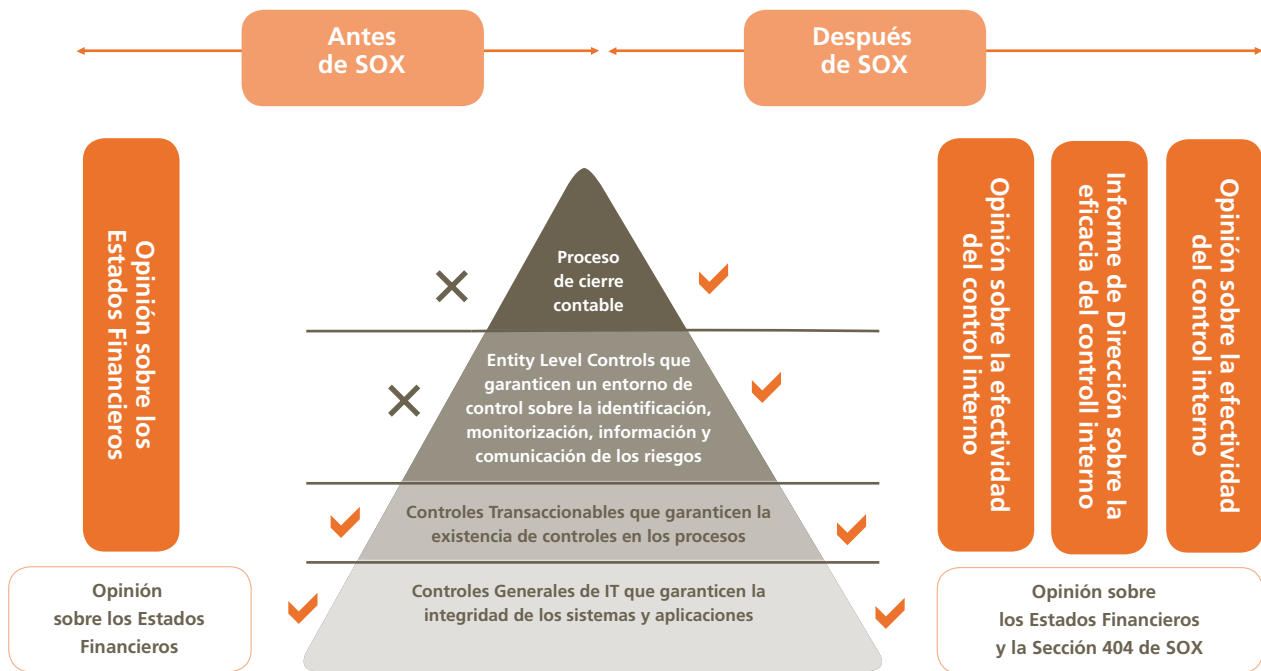 Antes
de SOX
Después
de SOX
Opinión sobre los
Estados Financieros
Proceso
de cierre
contable
Entity Level Controls que
garanticen un entorno de
control sobre la identificación,
monitorización, información y
comunicación de los riesgos
Controles Transaccionables que garanticen la
existencia de controles en los procesos
Controles Generales de IT que garanticen la
integridad de los sistemas y aplicaciones
Opinión sobre la efectividad
del control interno
Informe de Dirección sobre la
eficacia del controll interno
Opinión sobre la efectividad
del control interno
Opinión
sobre los Estados
Financieros
Opinión sobre
los Estados Financieros
y la Sección 404 de SOX